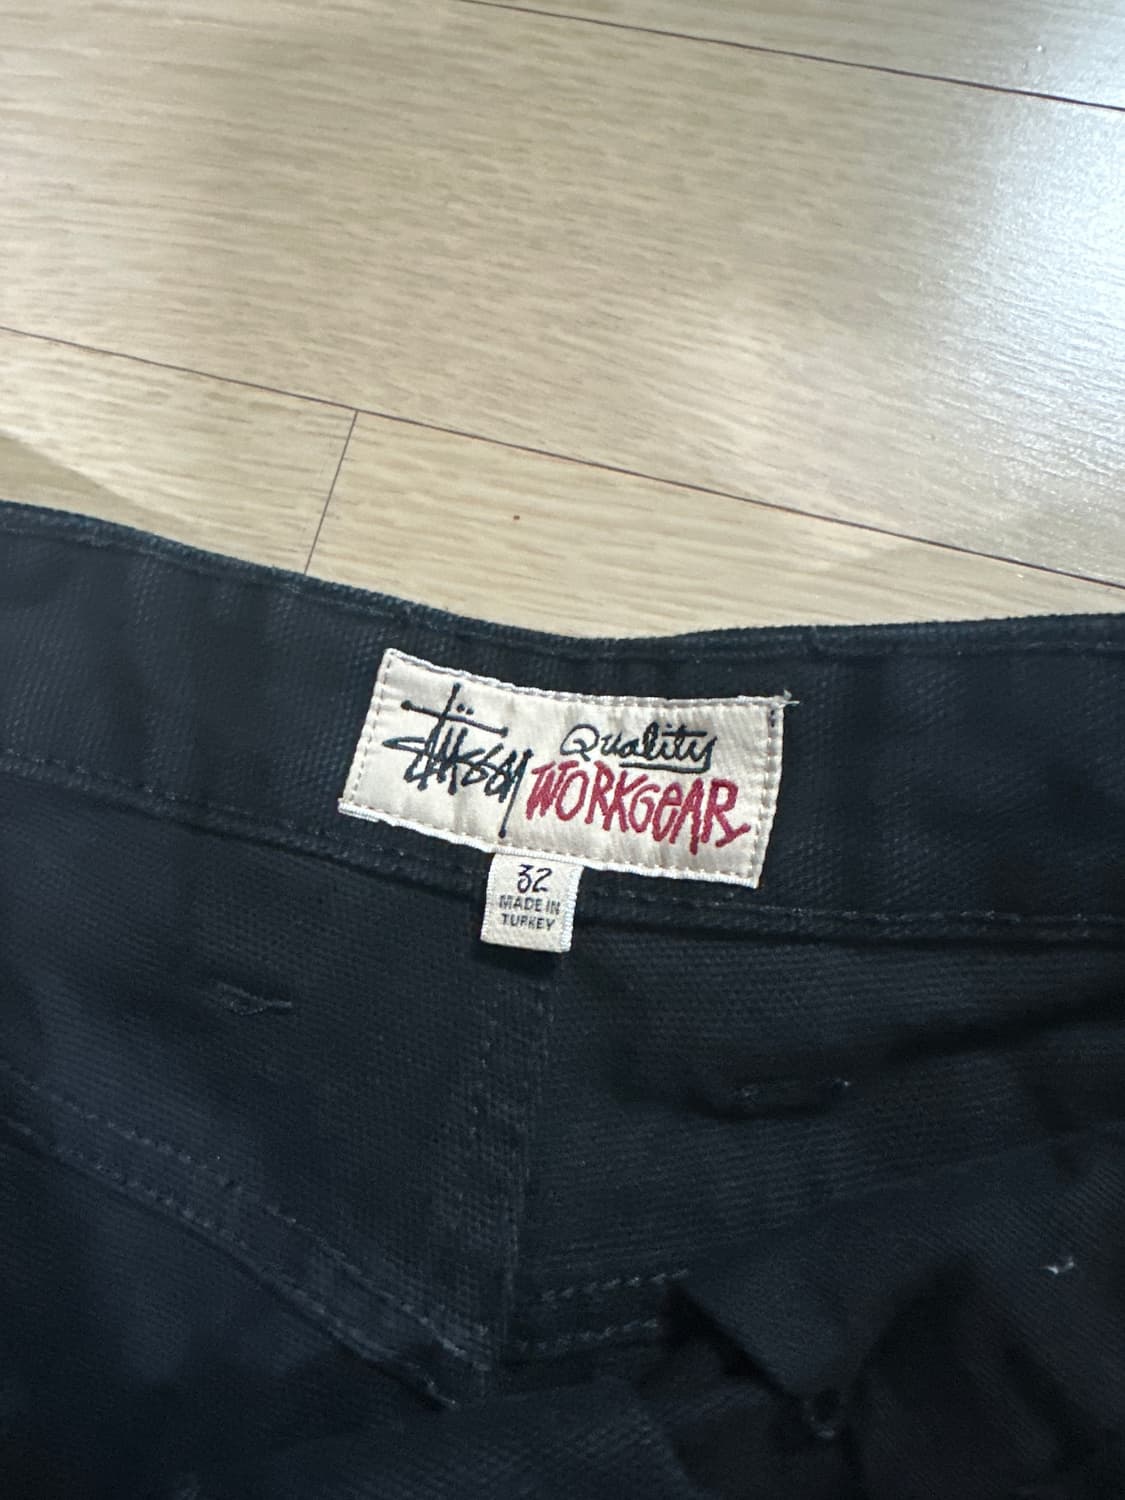 Stüssy
Quality
WORKGEAR
32
MADE IN
TURKEY